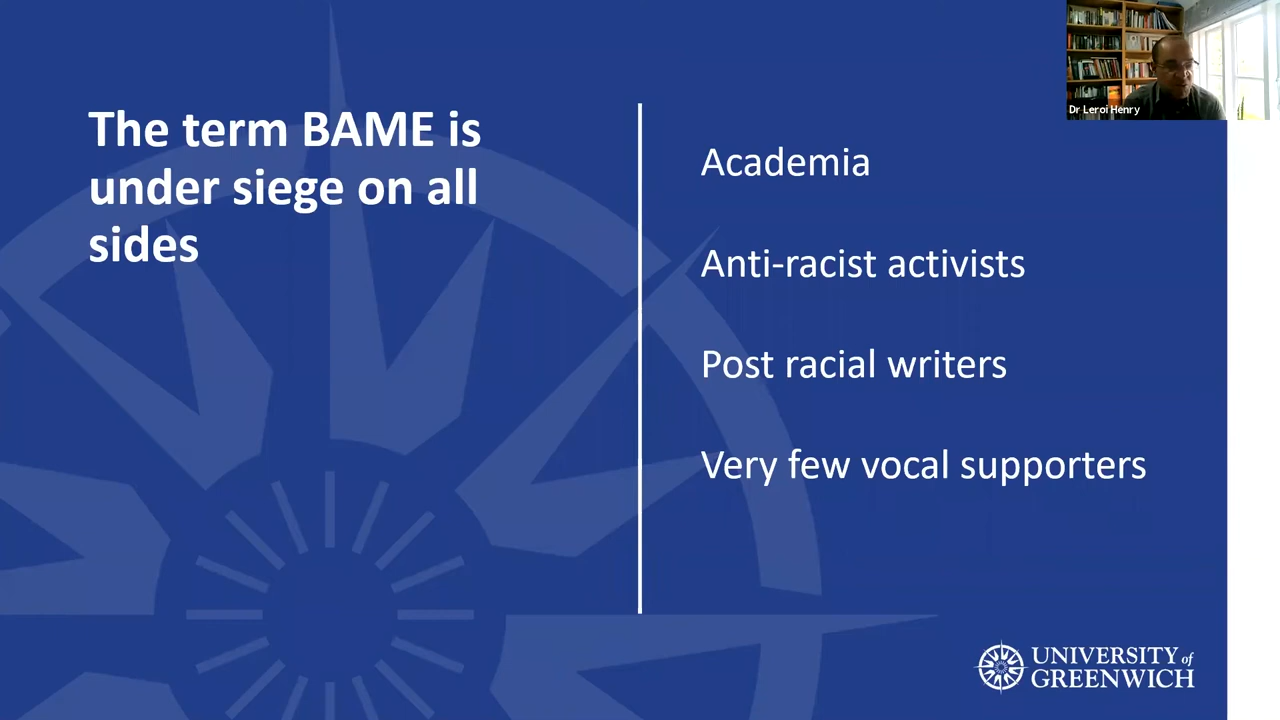 The term BAME is
under siege on all
sides
Academia
Anti-racist activists
Post racial writers
Very few vocal supporters
Dr Leroi Henry
UNIVERSITY of
GREENWICH